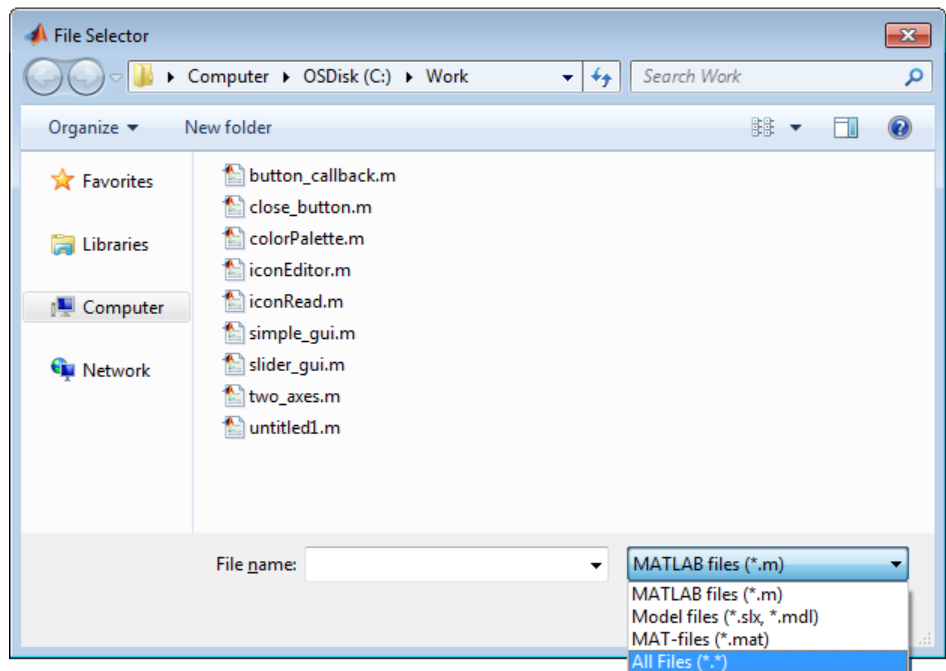 File Selector
Computer OSDisk (C:) Work Search Work
Organize New folder
Favorites
Libraries
Computer
Network
button_callback.m
close_button.m
colorPalette.m
iconEditor.m
iconRead.m
simple_gui.m
slider_gui.m
two_axes.m
untitled1.m
File name: MATLAB files (*.m)
MATLAB files (*.m)
Model files (*.slx, *.mdl)
MAT-files (*.mat)
All Files (*.*)